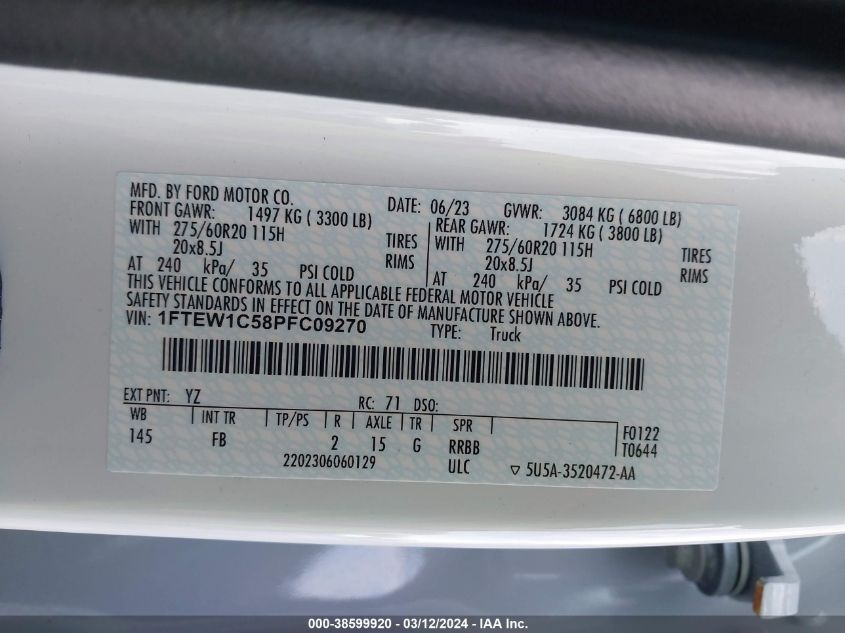 MFD. BY FORD MOTOR CO.
DATE: 06/23 GVWR: 3084 KG ( 6800 LB)
FRONT GAWR: 1497 KG ( 3300 LB)
WITH 275/60R20 115H TIRES
20x8.5J RIMS
AT 240 kPa/ 35 PSI COLD
REAR GAWR: 1724 KG ( 3800 LB)
WITH 275/60R20 115H TIRES
20x8.5J RIMS
AT 240 kPa/ 35 PSI COLD
THIS VEHICLE CONFORMS TO ALL APPLICABLE FEDERAL MOTOR VEHICLE
SAFETY STANDARDS IN EFFECT ON THE DATE OF MANUFACTURE SHOWN ABOVE.
VIN: 1FTEW1C58PFC09270 TYPE: Truck
EXT PNT: YZ RC: 71 DSO:
WB INT TR TP/PS R AXLE TR SPR
145 FB 2 15 G RRBB
2202306060129 ULC
F0122
T0644
▽ 5U5A-3520472-AA
000-38599920 - 03/12/2024 - IAA Inc.